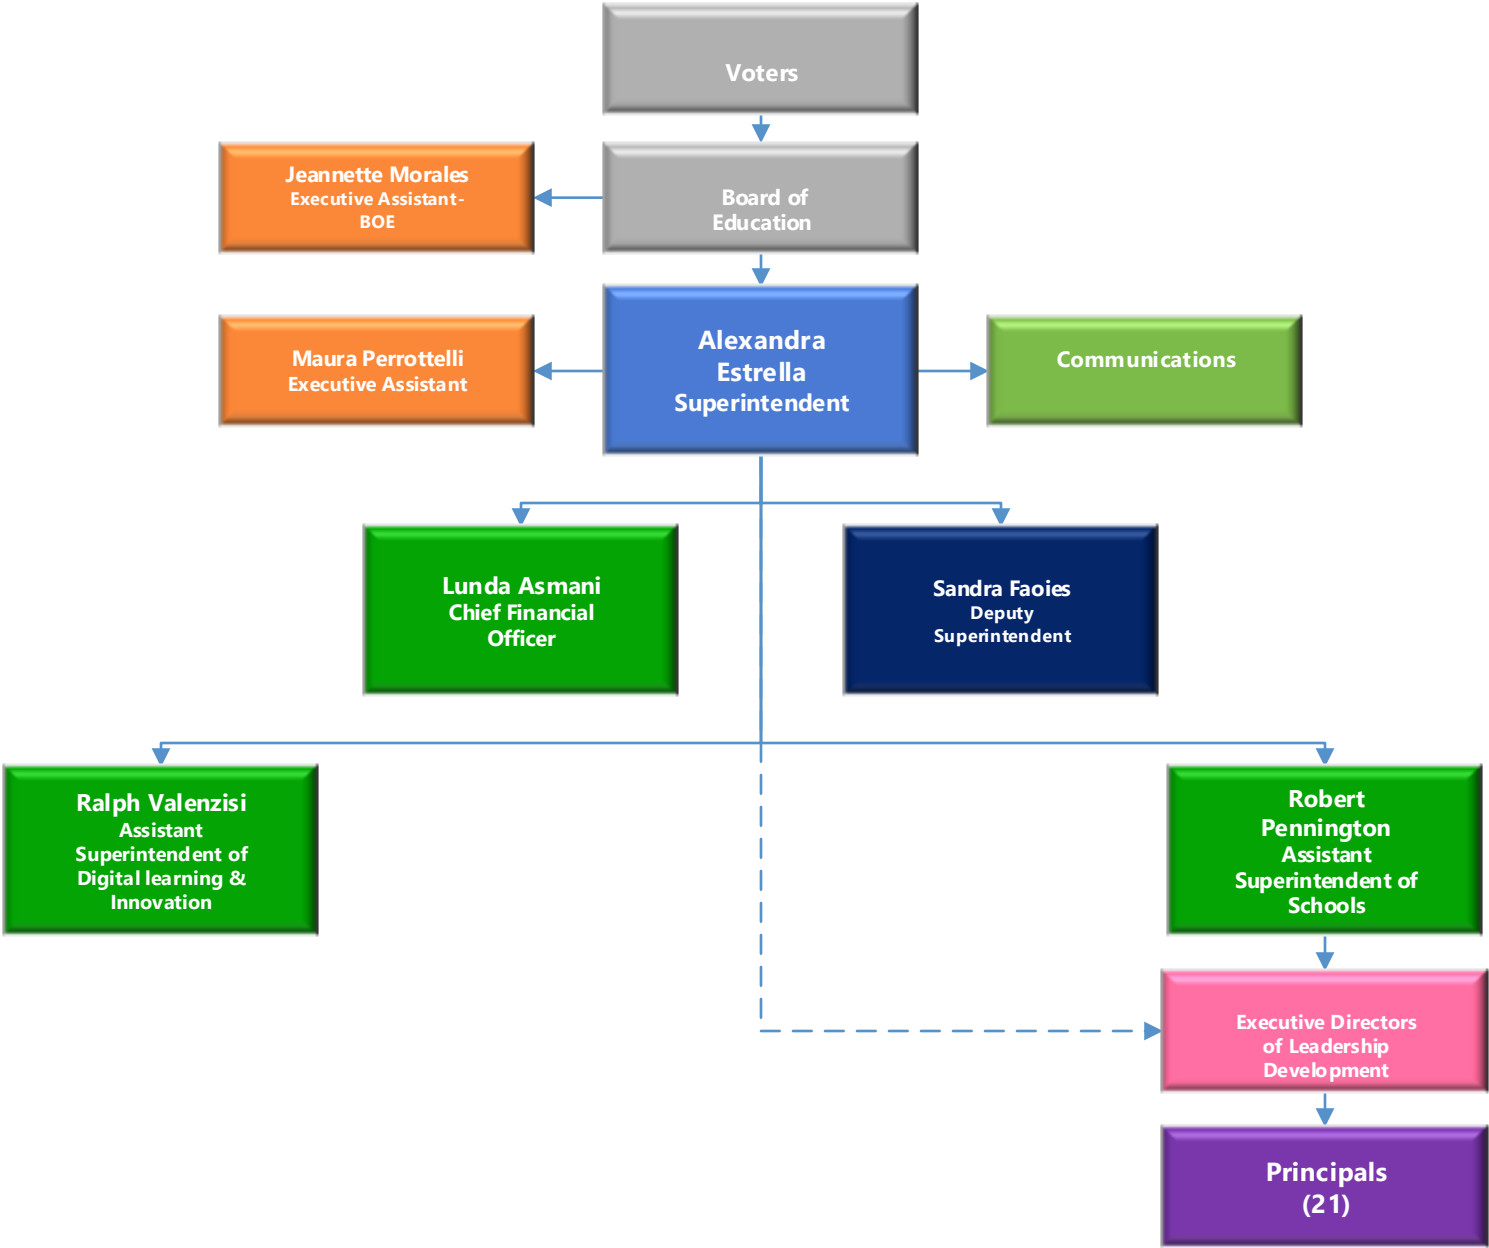 Voters
Jeannette Morales
Executive Assistant-
BOE
Board of
Education
Maura Perrottelli
Executive Assistant
Alexandra
Estrella
Superintendent
Communications
Lunda Asmani
Chief Financial
Officer
Sandra Faoies
Deputy
Superintendent
Ralph Valenzisi
Assistant
Superintendent of
Digital learning &
Innovation
Robert
Pennington
Assistant
Superintendent of
Schools
Executive Directors
of Leadership
Development
Principals
(21)